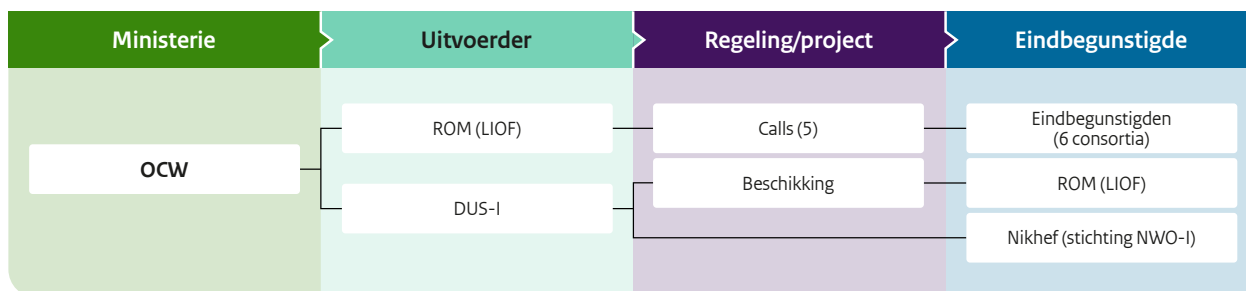 Ministerie
Uitvoerder
Regeling/project
Eindbegunstigde
OCW
ROM (LIOF)
DUS-I
Calls (5)
Beschikking
Eindbegunstigden
(6 consortia)
ROM (LIOF)
Nikhef (stichting NWO-I)